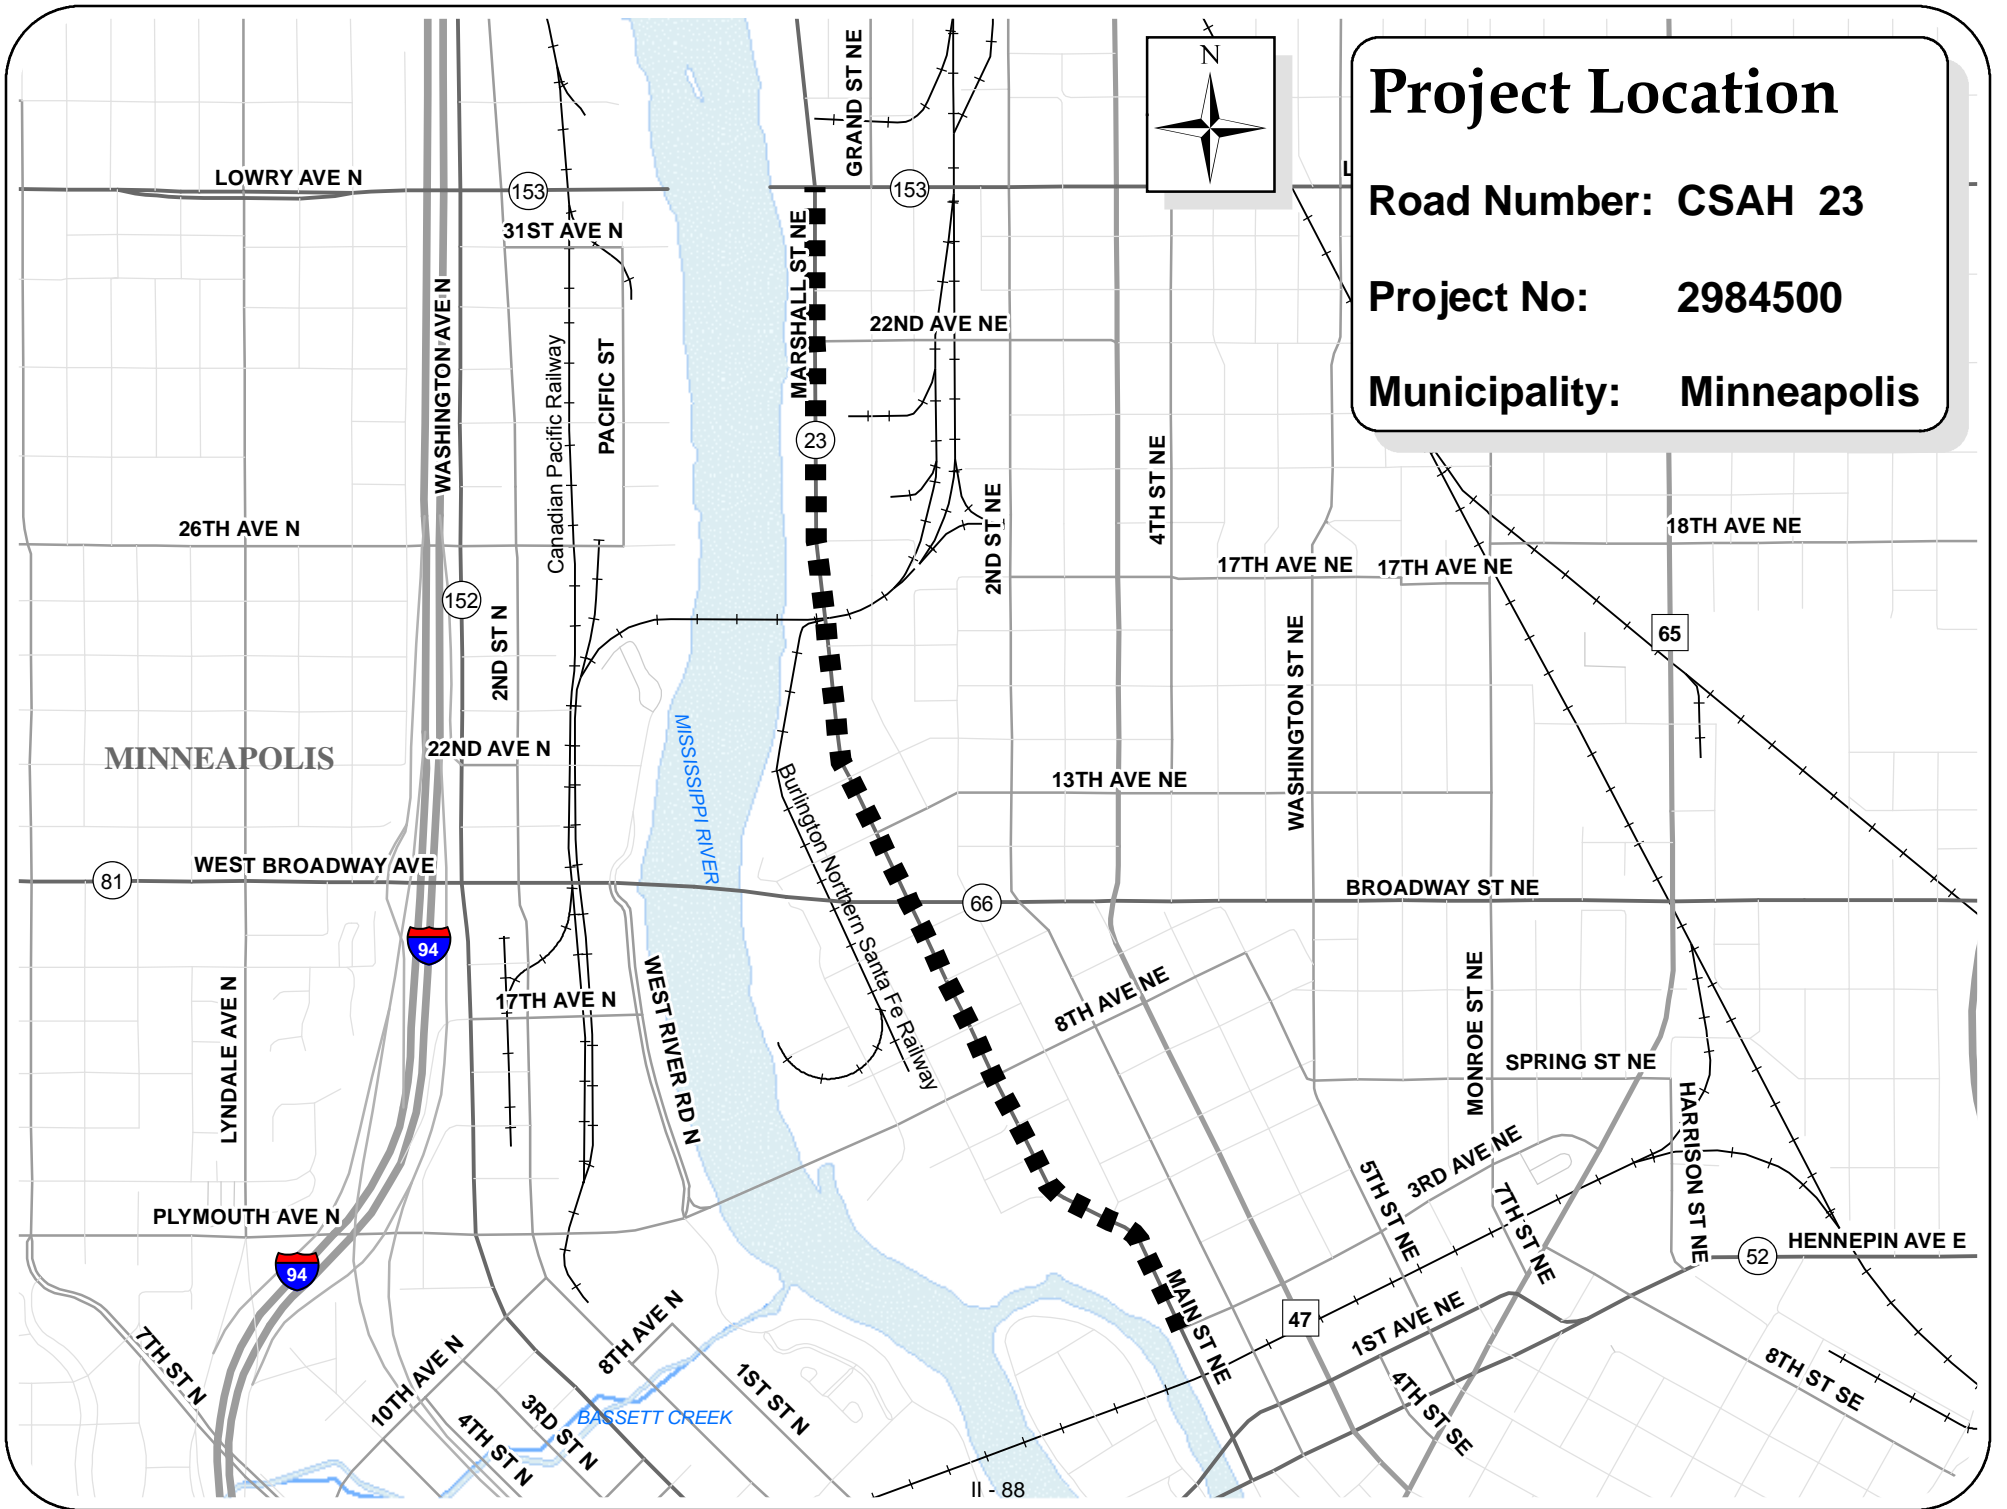 Project Location
Road Number: CSAH 23
Project No: 2984500
Municipality: Minneapolis
N
GRAND ST NE
LOWRY AVE N
153
153
L
31ST AVE N
MARSHALL ST NE
WASHINGTON AVE N
Canadian Pacific Railway
PACIFIC ST
22ND AVE NE
23
4TH ST NE
2ND ST NE
26TH AVE N
18TH AVE NE
17TH AVE NE
17TH AVE NE
152
2ND ST N
65
WASHINGTON ST NE
MISSISSIPPI RIVER
MINNEAPOLIS
22ND AVE N
13TH AVE NE
Burlington Northern Santa Fe Railway
WEST BROADWAY AVE
81
66
BROADWAY ST NE
94
LYNDALE AVE N
17TH AVE N
WEST RIVER RD N
8TH AVE NE
MONROE ST NE
SPRING ST NE
HARRISON ST NE
3RD AVE NE
5TH ST NE
7TH ST NE
PLYMOUTH AVE N
94
52
HENNEPIN AVE E
MAIN ST NE
47
1ST AVE NE
7TH ST N
10TH AVE N
8TH AVE N
1ST ST N
3RD ST N
4TH ST N
BASSETT CREEK
4TH ST SE
8TH ST SE
II - 88